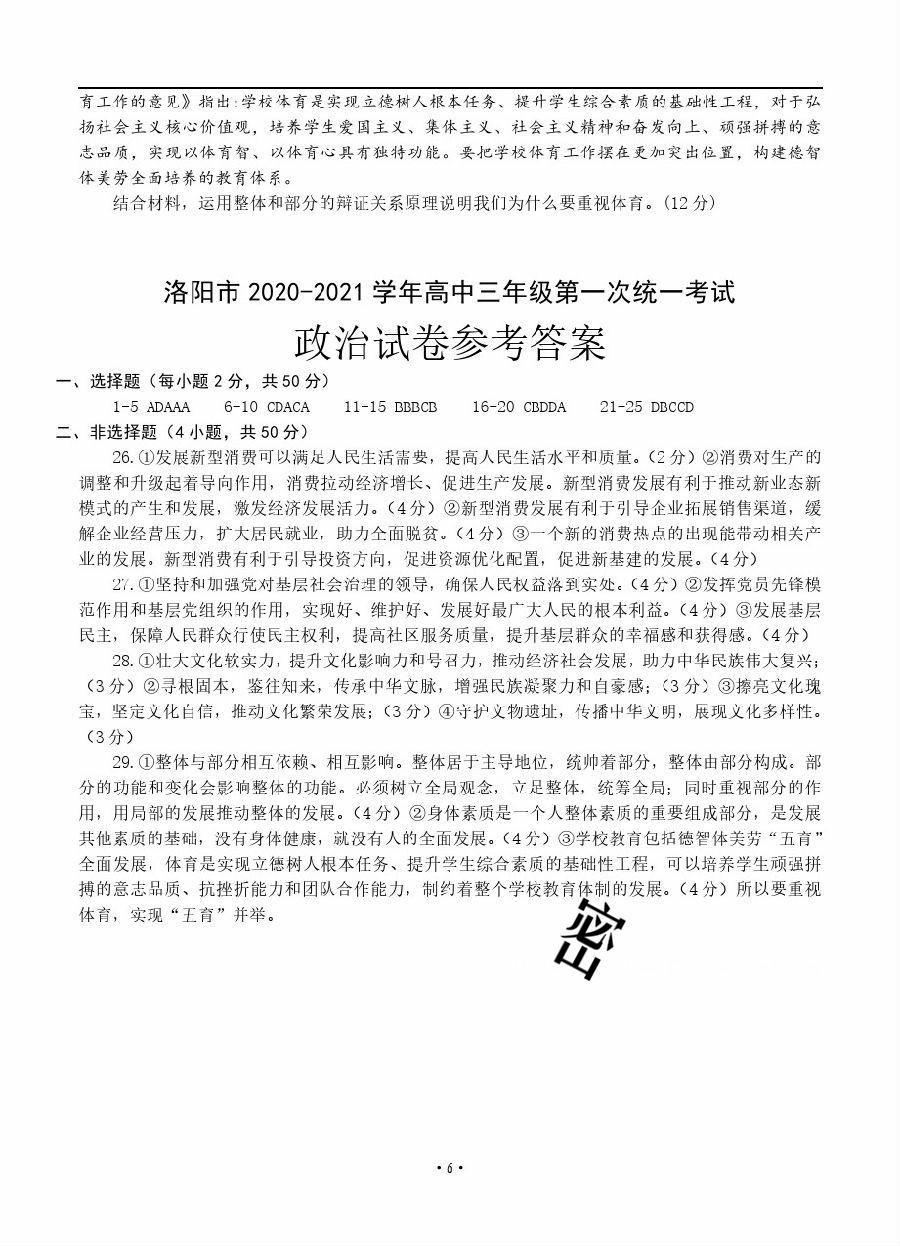 育工作的意见》指出:学校体育是实现立德树人根本任务、提升学生综合素质的基础性工程，对于弘
扬社会主义核心价值观，培养学生爱国主义、集体主义、社会主义精神和奋发向上、顽强拼搏的意
志品质，实现以体育智、以体育心具有独特功能。要把学校体育工作摆在更加突出位置，构建德智
体美劳全面培养的教育体系。
结合材料，运用整体和部分的辩证关系原理说明我们为什么要重视体育。(12 分)
洛阳市 2020-2021 学年高中三年级第一次统一考试
政治试卷参考答案
一、选择题（每小题 2 分，共 50 分）
1-5 ADAAA 6-10 CDACA 11-15 BBBCB 16-20 CBDDA 21-25 DBCCD
二、非选择题（4 小题，共 50 分）
26.①发展新型消费可以满足人民生活需要，提高人民生活水平和质量。（2 分）②消费对生产的
调整和升级起着导向作用，消费拉动经济增长、促进生产发展。新型消费发展有利于推动新业态新
模式的产生和发展，激发经济发展活力。（4 分）②新型消费发展有利于引导企业拓展销售渠道，缓
解企业经营压力，扩大居民就业，助力全面脱贫。（4 分）③一个新的消费热点的出现能带动相关产
业的发展。新型消费有利于引导投资方向，促进资源优化配置，促进新基建的发展。（4 分）
27.①坚持和加强党对基层社会治理的领导，确保人民权益落到实处。（4 分）②发挥党员先锋模
范作用和基层党组织的作用，实现好、维护好、发展好最广大人民的根本利益。（4 分）③发展基层
民主，保障人民群众行使民主权利，提高社区服务质量，提升基层群众的幸福感和获得感。（4 分）
28.①壮大文化软实力，提升文化影响力和号召力，推动经济社会发展，助力中华民族伟大复兴；
（3 分）②寻根固本，鉴往知来，传承中华文脉，增强民族凝聚力和自豪感；（3 分）③擦亮文化瑰
宝，坚定文化自信，推动文化繁荣发展；（3 分）④守护文物遗址，传播中华文明，展现文化多样性。
（3 分）
29.①整体与部分相互依赖、相互影响。整体居于主导地位，统帅着部分，整体由部分构成。部
分的功能和变化会影响整体的功能。必须树立全局观念，立足整体，统筹全局；同时重视部分的作
用，用局部的发展推动整体的发展。（4 分）②身体素质是一个人整体素质的重要组成部分，是发展
其他素质的基础，没有身体健康，就没有人的全面发展。（4 分）③学校教育包括德智体美劳“五育”
全面发展，体育是实现立德树人根本任务、提升学生综合素质的基础性工程，可以培养学生顽强拼
搏的意志品质、抗挫折能力和团队合作能力，制约着整个学校教育体制的发展。（4 分）所以要重视
体育，实现“五育”并举。
密
·6·